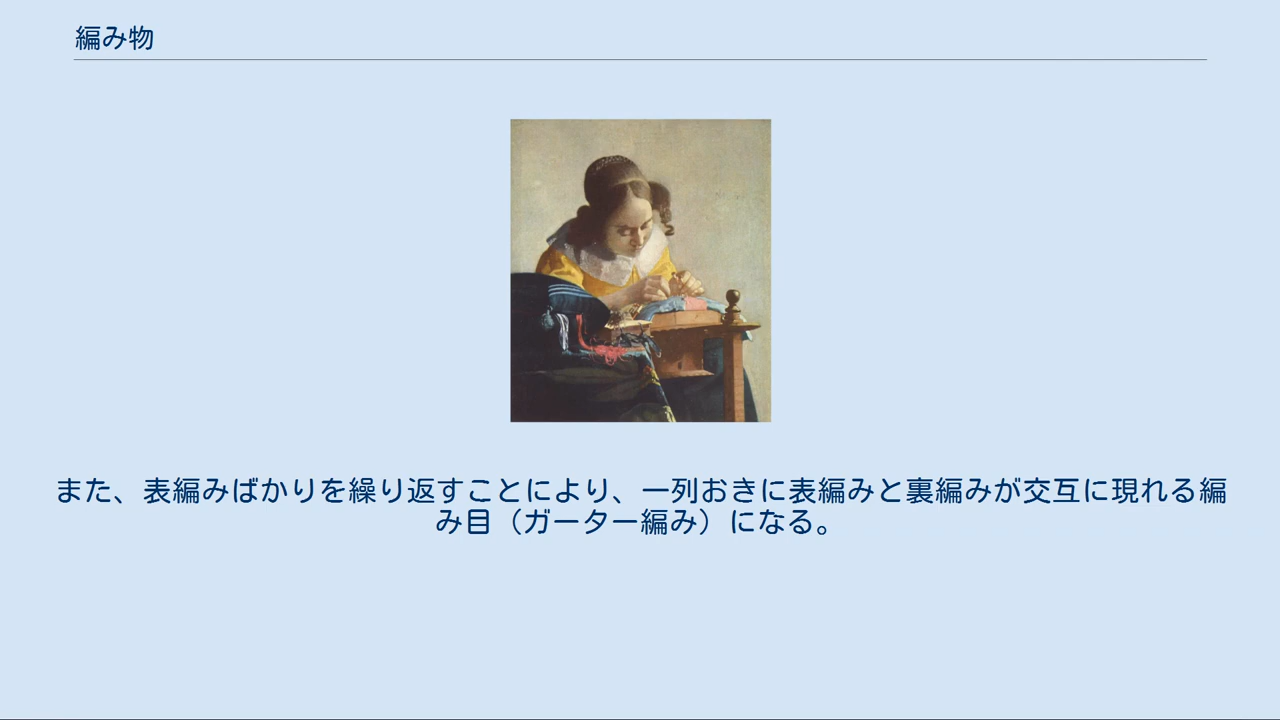 編み物
また、表編みばかりを繰り返すことにより、一列おきに表編みと裏編みが交互に現れる編
み目（ガーター編み）になる。